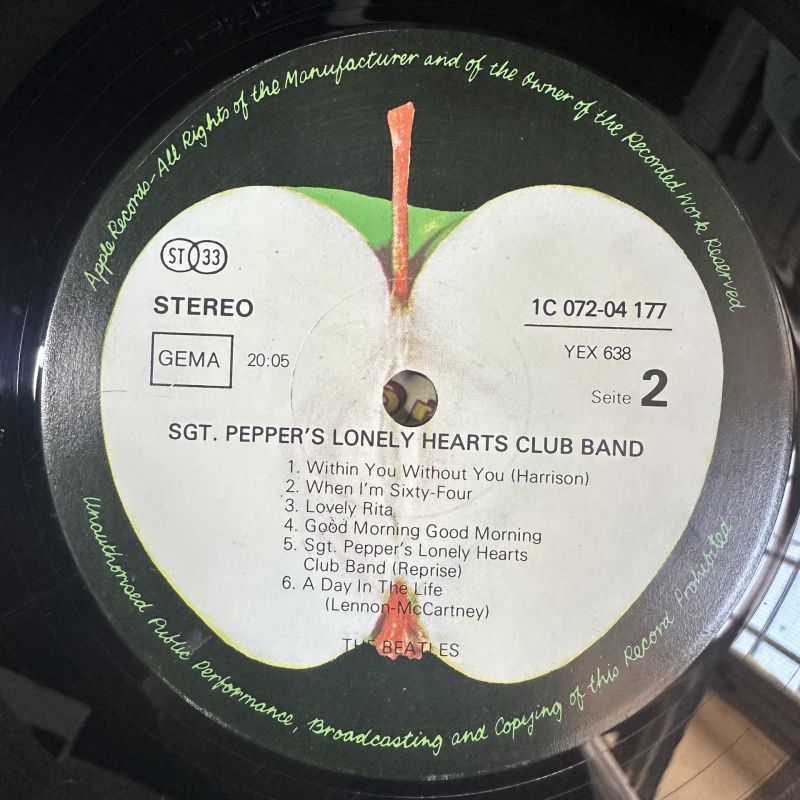 Apple Records-All Rights of the Manufacturer and of the Owner of the Recorded Work Reserved
ST 33
STEREO
GEMA 20:05
1C 072-04 177
YEX 638
Seite 2
SGT. PEPPER'S LONELY HEARTS CLUB BAND
1. Within You Without You (Harrison)
2. When I'm Sixty-Four
3. Lovely Rita
4. Good Morning Good Morning
5. Sgt. Pepper's Lonely Hearts
Club Band (Reprise)
6. A Day In The Life
(Lennon-McCartney)
THE BEATLES
Unauthorised Public Performance, Broadcasting and Copying of this Record Prohibited